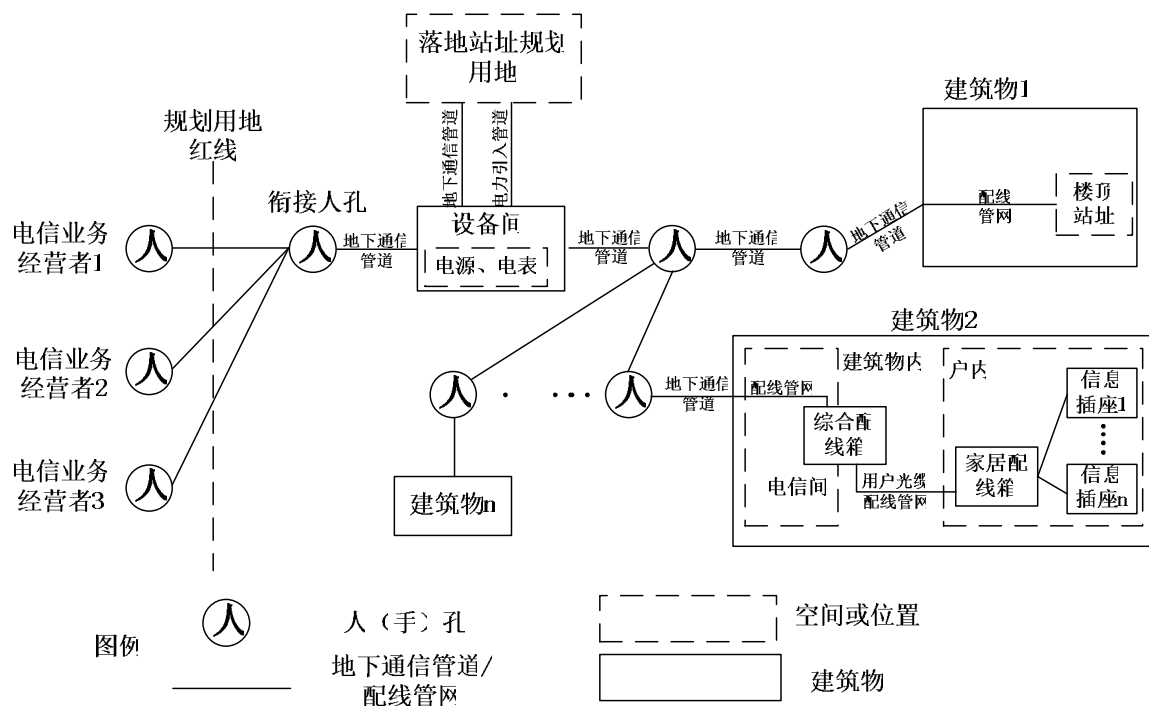 落地站址规划
用地
建筑物1
规划用地
红线
地下通信管道
电力引入管道
衔接人孔
设备间
配线
管网
楼顶
站址
电信业务
经营者1
人
人
地下通信
管道
电源、电表
地下通信
管道
人
地下通信
管道
人
地下通信
管道
建筑物2
电信业务
经营者2
人
人
. ...
人
地下通信
管道
配线管网
建筑物内
户内
信息
插座1
综合配
线箱
电信业务
经营者3
人
建筑物n
电信间
用户光缆
配线管网
家居配
线箱
信息
插座n
图例
人
人（手）孔
空间或位置
地下通信管道/
配线管网
建筑物